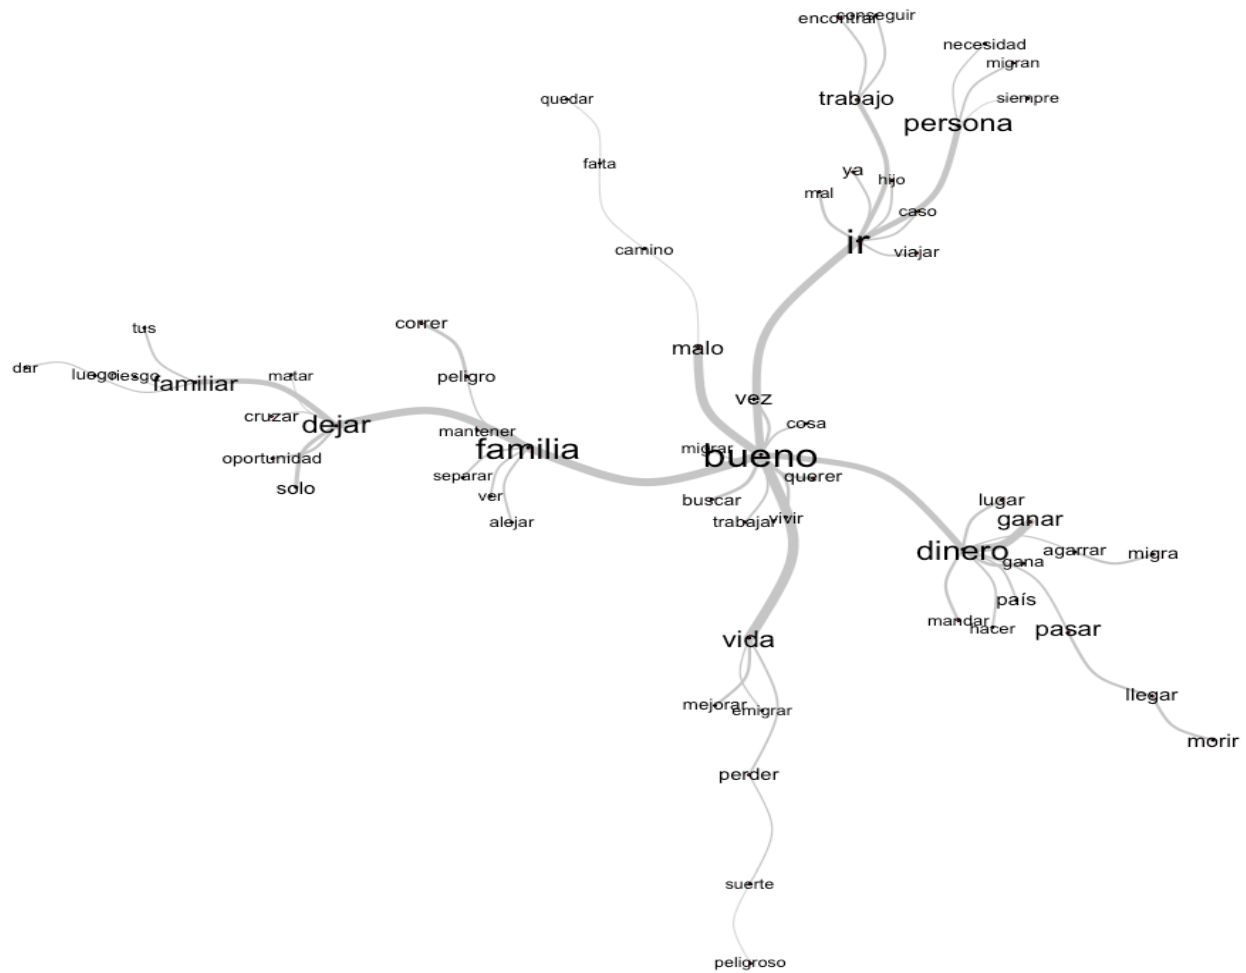 encontrar
conseguir
necesidad
migran
trabajo
quedar
siempre
persona
falta
ya
hijo
mal
caso
ir
camino
viajar
correr
tus
malo
dar
luego
riesgo
familiar
matar
peligro
vez
cruzar
dejar
cosa
mantener
familia
migrar
bueno
oportunidad
separar
querer
solo
ver
buscar
alejar
trabajar
vivir
lugar
ganar
dinero
agarrar
migra
gana
país
mandar
hacer
pasar
vida
llegar
mejorar
emigrar
morir
perder
suerte
peligroso